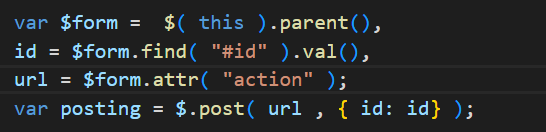 var $form =  $( this ).parent(),
id = $form.find( "#id" ).val(),
url = $form.attr( "action" );
var posting = $.post( url , { id: id} );